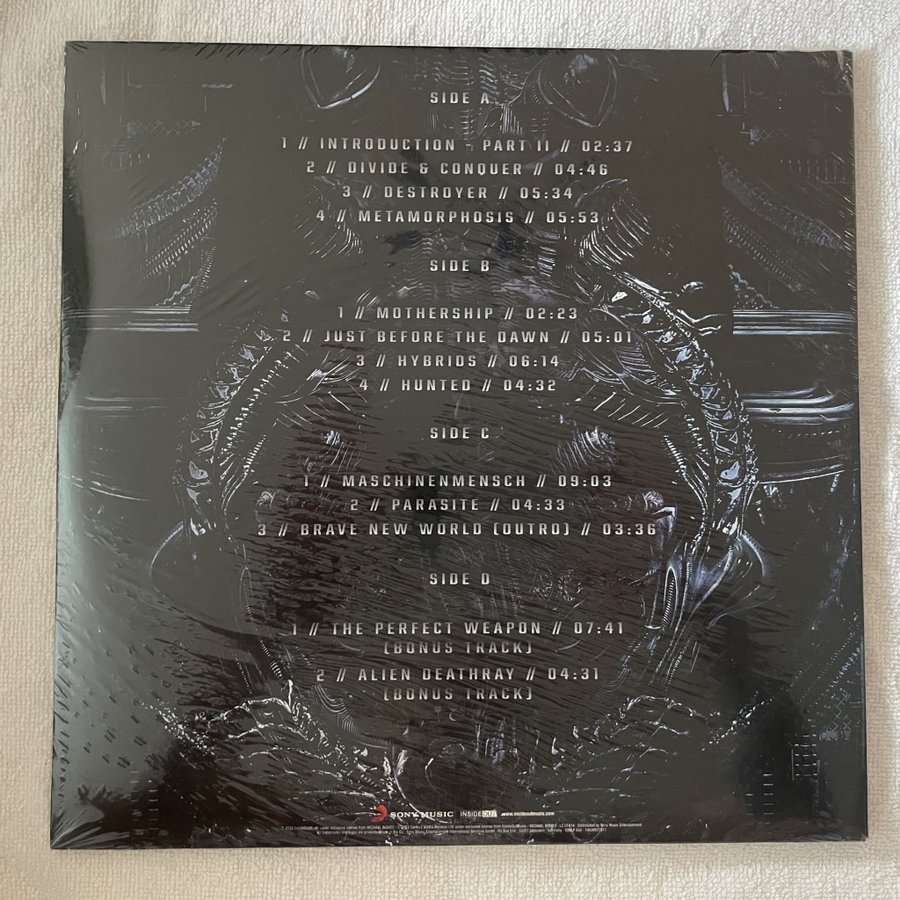 SIDE A
1 // INTRODUCTION - PART II // 02:37
2 // DIVIDE & CONQUER // 04:46
3 // DESTROYER // 05:34
4 // METAMORPHOSIS // 05:53
SIDE B
1 // MOTHERSHIP // 02:23
2 // JUST BEFORE THE DAWN // 05:01
3 // HYBRIDS // 06:14
4 // HUNTED // 04:32
SIDE C
1 // MASCHINENMENSCH // 09:03
2 // PARASITE // 04:33
3 // BRAVE NEW WORLD (OUTRO) // 03:36
SIDE D
1 // THE PERFECT WEAPON // 07:41
(BONUS TRACK)
2 // ALIEN DEATHRAY // 04:31
(BONUS TRACK)
SONY MUSIC INSIDEOUT www.insideoutmusic.com